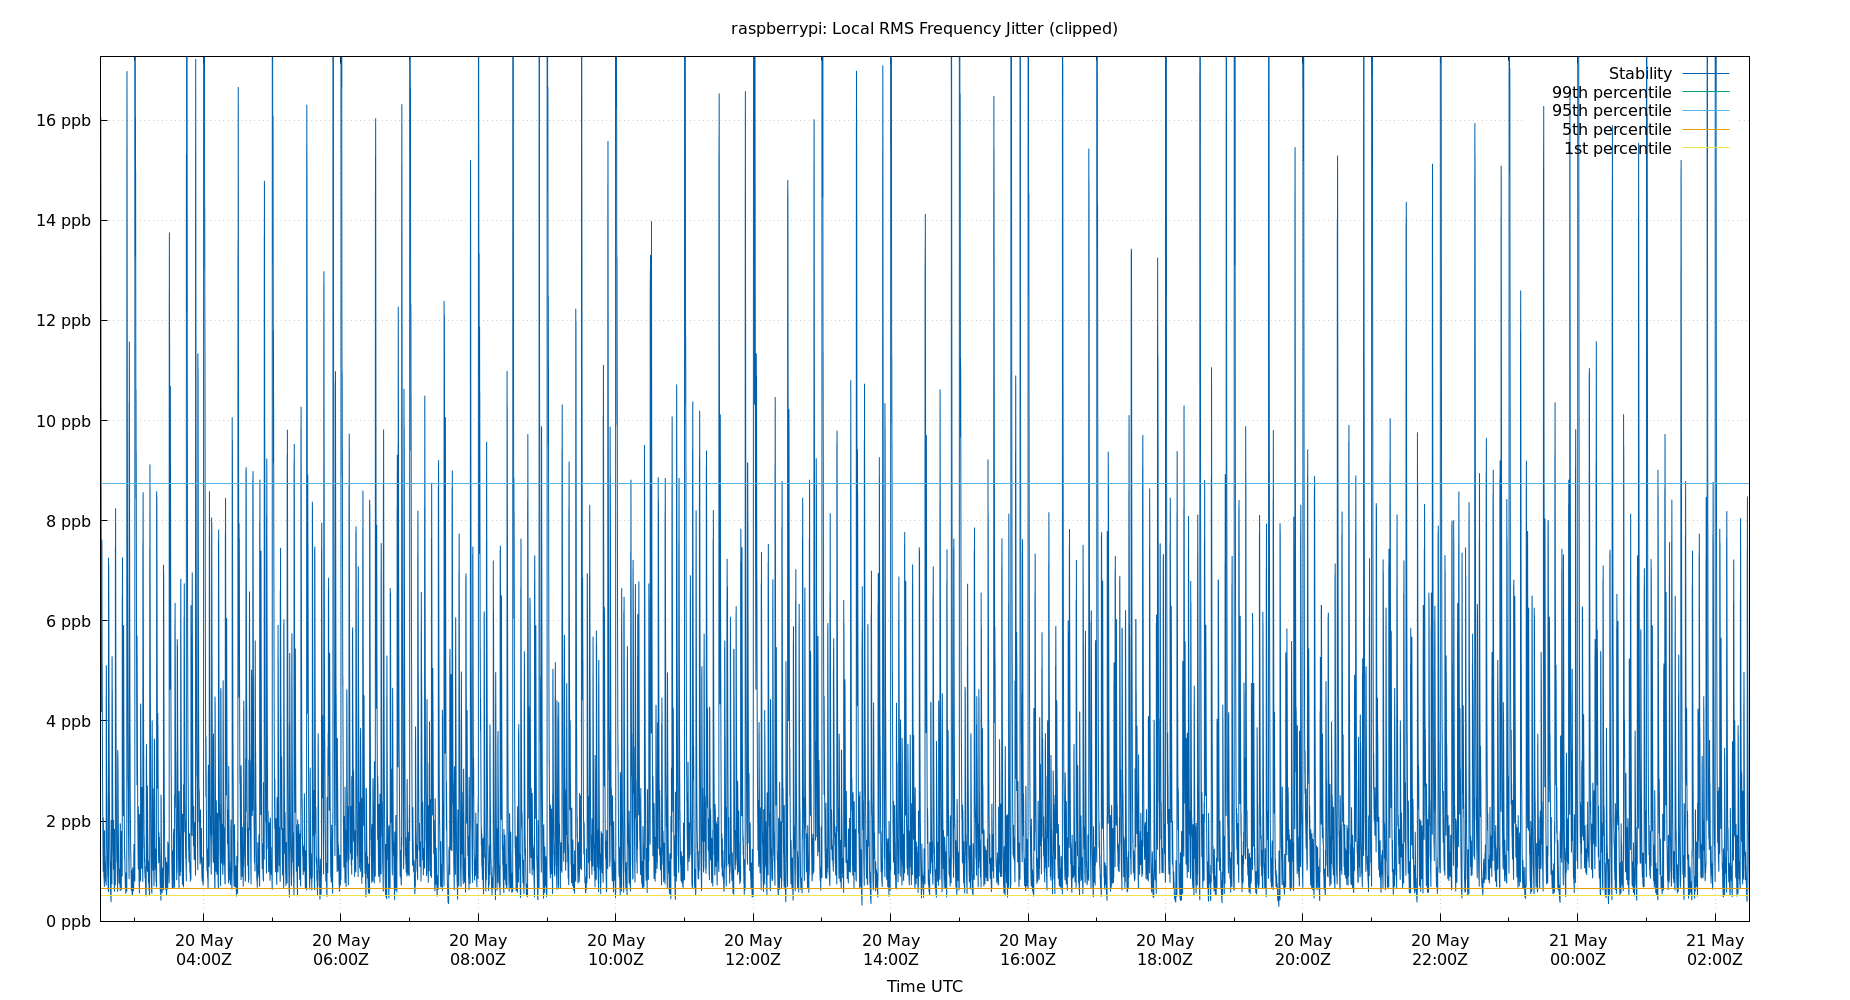 raspberrypi: Local RMS Frequency Jitter (clipped)
Stability
99th percentile
95th percentile
5th percentile
1st percentile
16 ppb
14 ppb
12 ppb
10 ppb
8 ppb
6 ppb
4 ppb
2 ppb
0 ppb
20 May 20 May 20 May 20 May 20 May 20 May 20 May 20 May 20 May 20 May 21 May 21 May
04:00Z 06:00Z 08:00Z 10:00Z 12:00Z 14:00Z 16:00Z 18:00Z 20:00Z 22:00Z 00:00Z 02:00Z
Time UTC